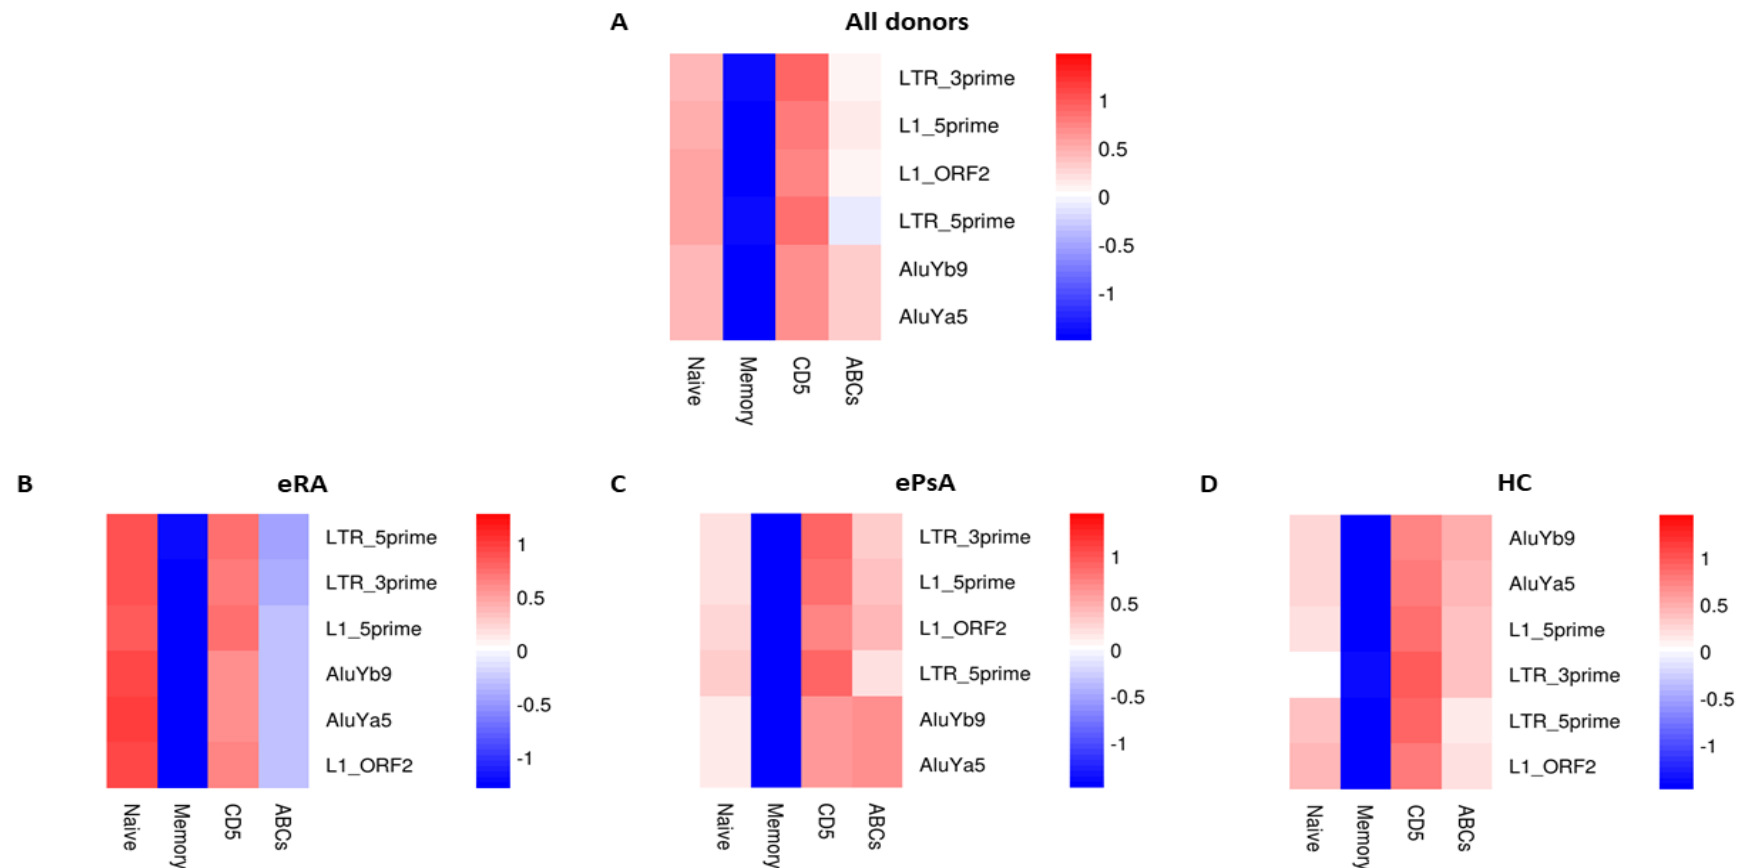 A All donors
LTR_3prime
L1_5prime
L1_ORF2
LTR_5prime
AluYb9
AluYa5
1
0.5
0
-0.5
-1
Naive Memory CD5 ABCs
B eRA
LTR_5prime
LTR_3prime
L1_5prime
AluYb9
AluYa5
L1_ORF2
1
0.5
0
-0.5
-1
Naive Memory CD5 ABCs
C ePsA
LTR_3prime
L1_5prime
L1_ORF2
LTR_5prime
AluYb9
AluYa5
1
0.5
0
-0.5
-1
Naive Memory CD5 ABCs
D HC
AluYb9
AluYa5
L1_5prime
LTR_3prime
LTR_5prime
L1_ORF2
1
0.5
0
-0.5
-1
Naive Memory CD5 ABCs